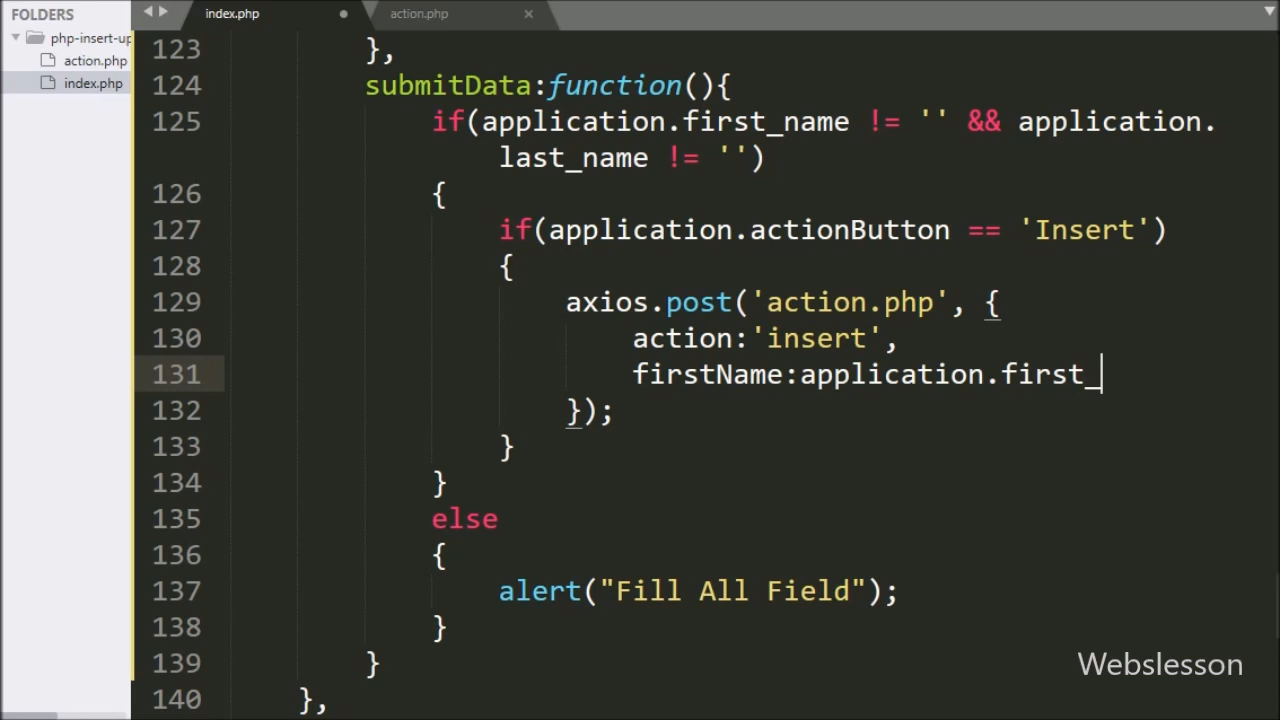 FOLDERS
php-insert-up
action.php
index.php
index.php
action.php
123 },
124 submitData:function(){
125 if(application.first_name != '' && application.
last_name != '')
126 {
127 if(application.actionButton == 'Insert')
128 {
129 axios.post('action.php', {
130 action:'insert',
131 firstName:application.first_
132 });
133 }
134 }
135 else
136 {
137 alert("Fill All Field");
138 }
139 }
140 },
Webslesson